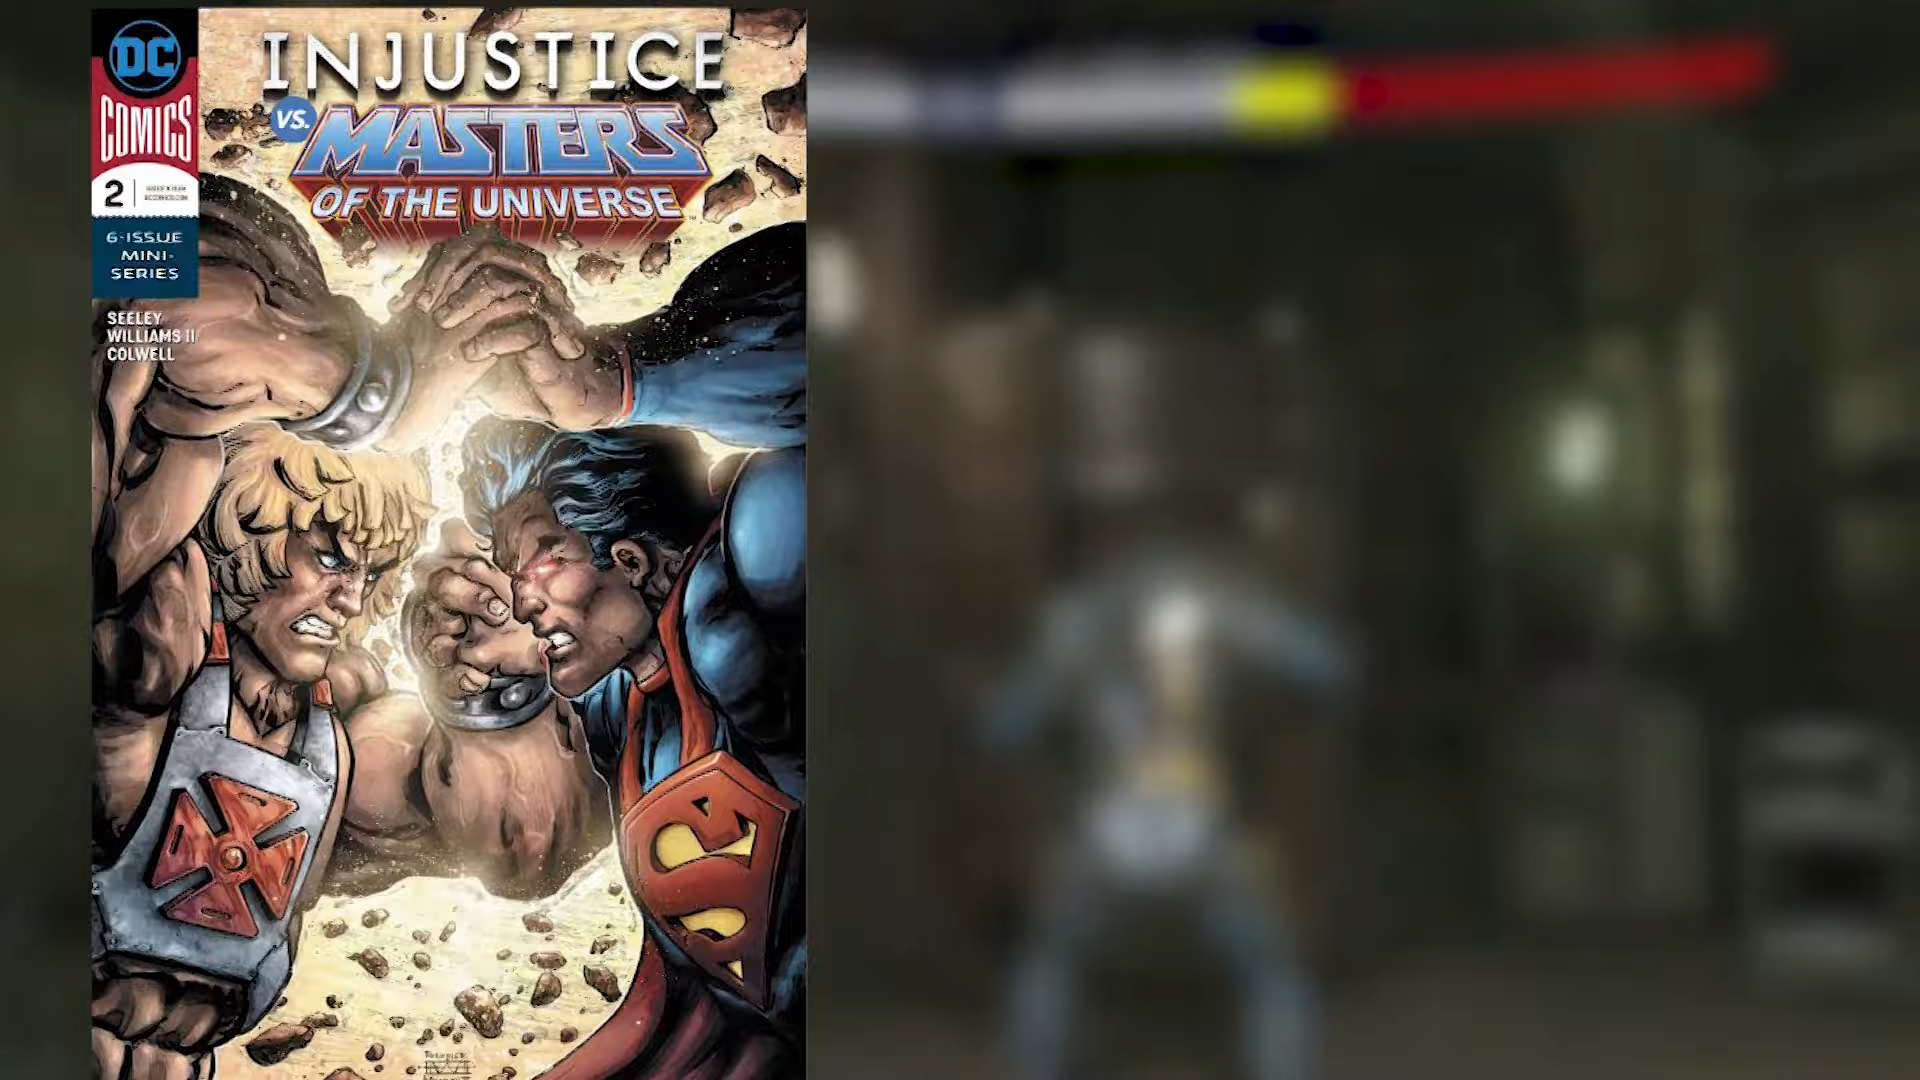 DC
COMICS
2
6-ISSUE
MINI-
SERIES
SEELEY
WILLIAMS II
COLWELL
INJUSTICE
VS.
MASTERS
OF THE UNIVERSE